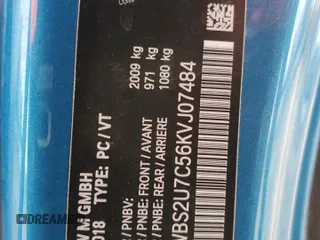 W M GMBH
018 TYPE: PC/VT
/PNBV: 2009 kg
E/PNBE: FRONT/AVANT 971 kg
E/PNBE: REAR/ARRIERE 1080 kg
WBS2U7C56KVJ07484
DREAMBID